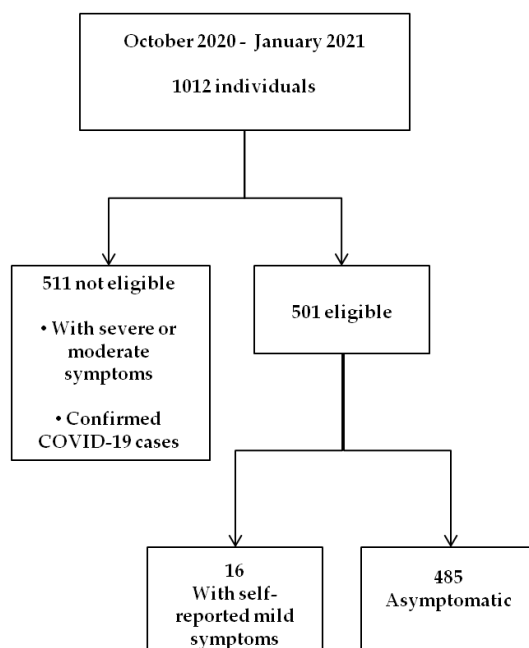 October 2020 - January 2021
1012 individuals
511 not eligible
• With severe or
moderate
symptoms
• Confirmed
COVID-19 cases
501 eligible
16
With self-
reported mild
symptoms
485
Asymptomatic